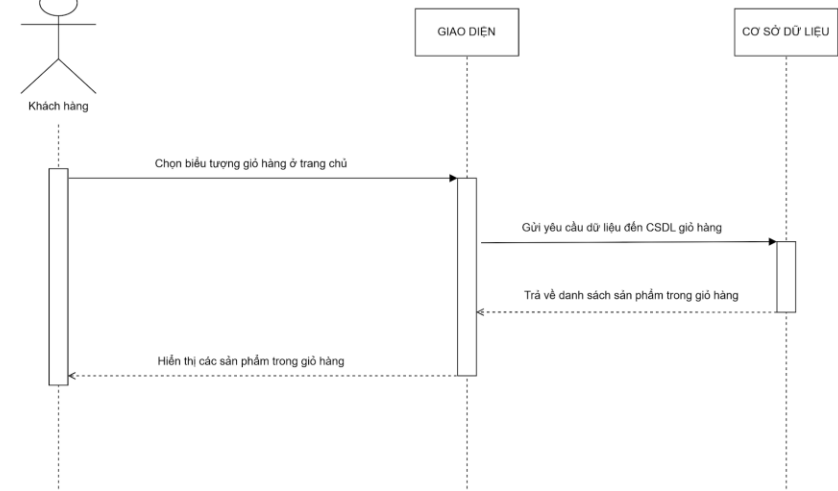 GIAO DIỆN
CƠ SỞ DỮ LIỆU
Khách hàng
Chọn biểu tượng giỏ hàng ở trang chủ
Gửi yêu cầu dữ liệu đến CSDL giỏ hàng
Trả về danh sách sản phẩm trong giỏ hàng
Hiển thị các sản phẩm trong giỏ hàng